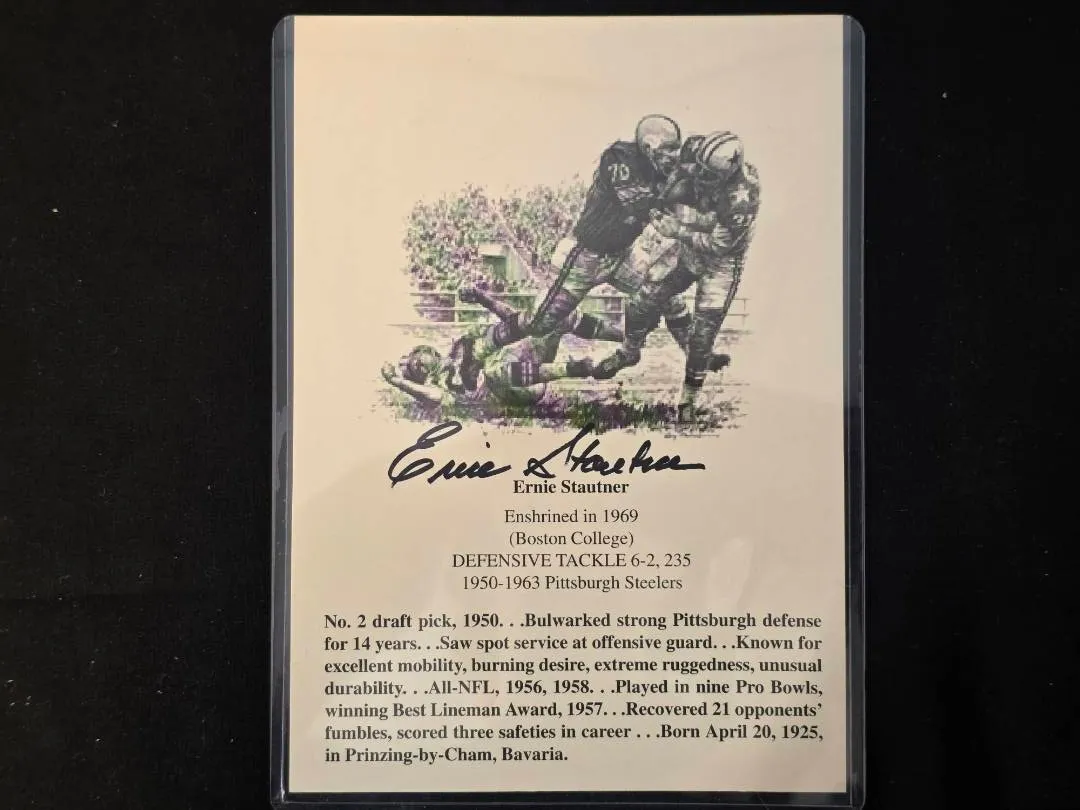 70
Ernie Stautner
Ernie Stautner
Enshrined in 1969
(Boston College)
DEFENSIVE TACKLE 6-2, 235
1950-1963 Pittsburgh Steelers
No. 2 draft pick, 1950. . .Bulwarked strong Pittsburgh defense
for 14 years. . .Saw spot service at offensive guard. . .Known for
excellent mobility, burning desire, extreme ruggedness, unusual
durability. . .All-NFL, 1956, 1958. . .Played in nine Pro Bowls,
winning Best Lineman Award, 1957. . .Recovered 21 opponents'
fumbles, scored three safeties in career . . .Born April 20, 1925,
in Prinzing-by-Cham, Bavaria.